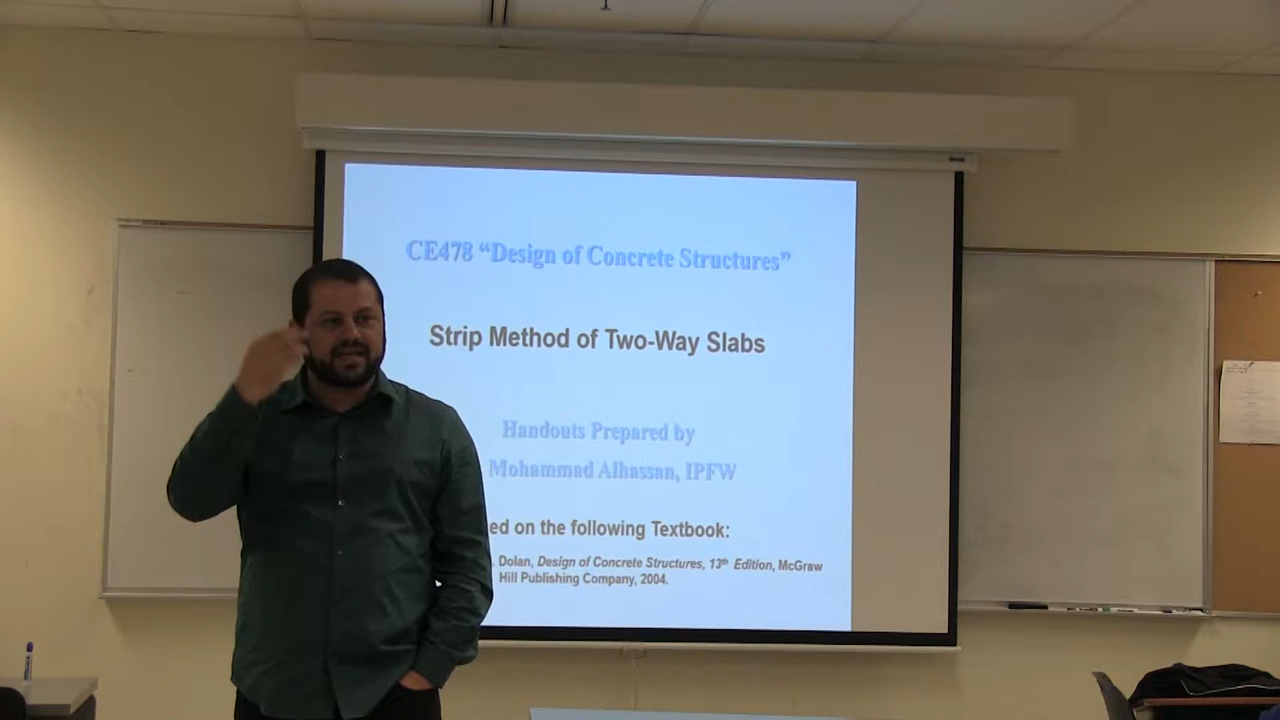 CE478 “Design of Concrete Structures”
Strip Method of Two-Way Slabs
Handouts Prepared by
Mohammad Alhassan, IPFW
ed on the following Textbook:
. Dolan, Design of Concrete Structures, 13th Edition, McGraw
Hill Publishing Company, 2004.